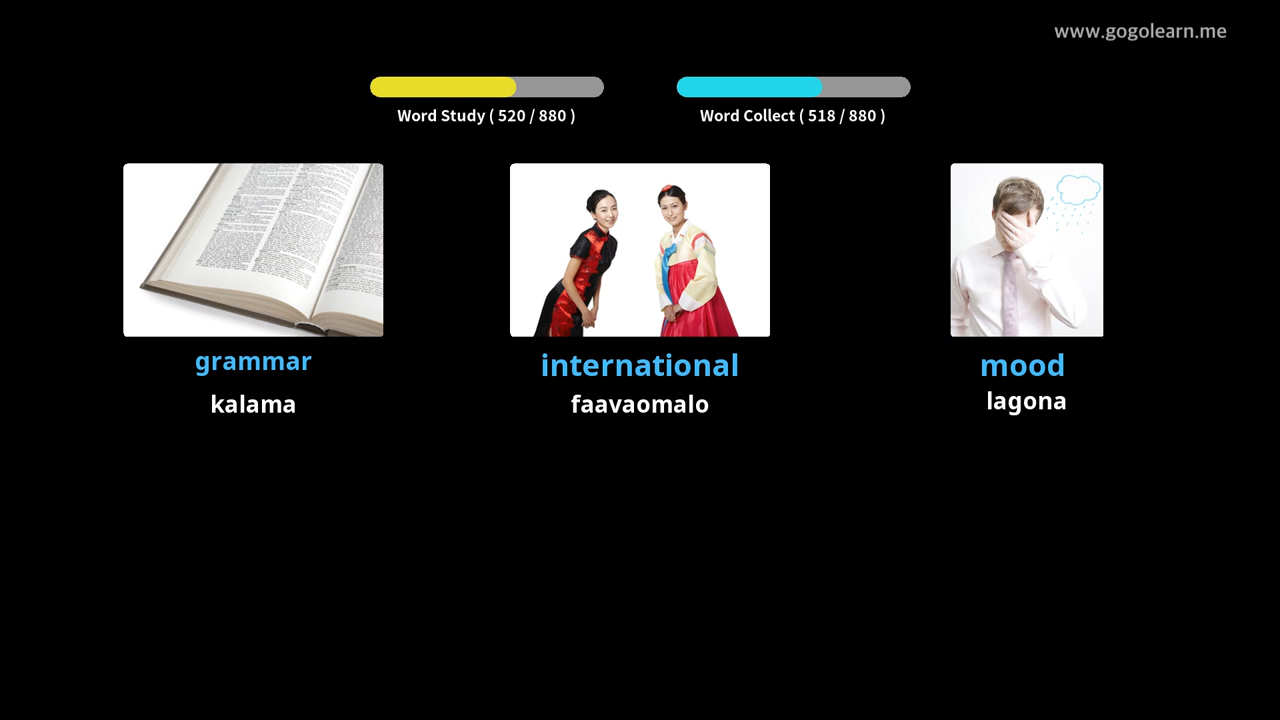 www.gogolearn.me
Word Study ( 520 / 880 )
Word Collect ( 518 / 880 )
grammar
kalama
international
faavaomalo
mood
lagona